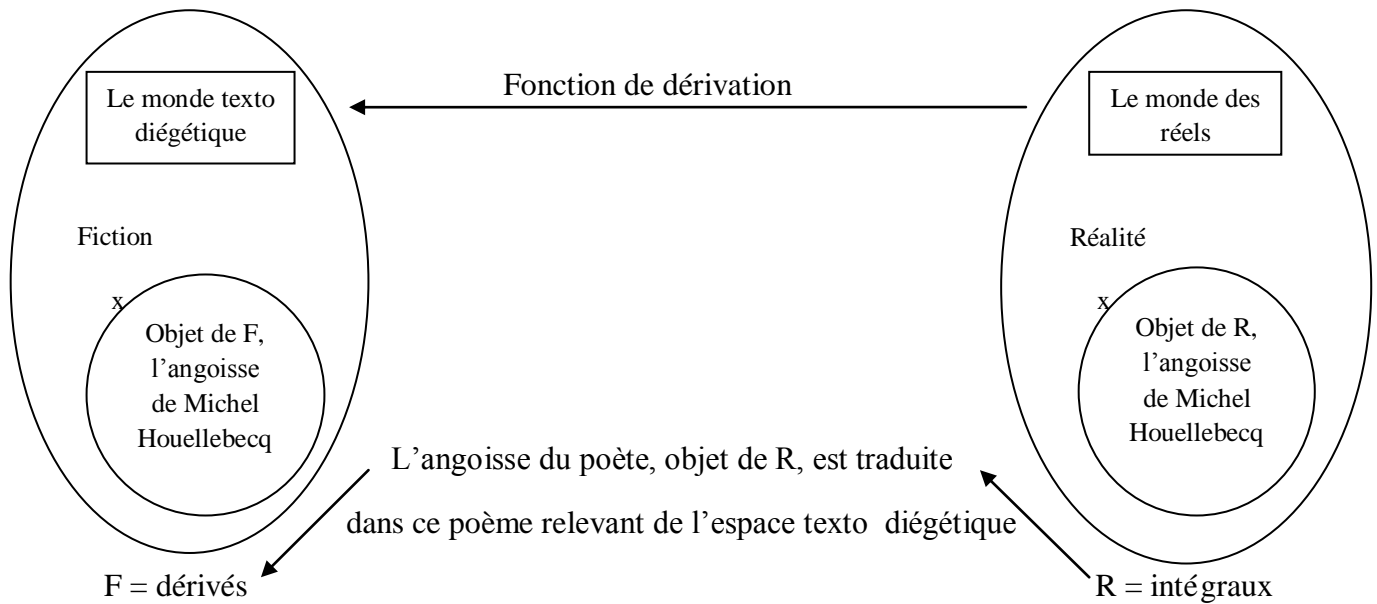 Fonction de dérivation
Le monde texto
diégétique
Fiction
x
Objet de F,
l’angoisse
de Michel
Houellebecq
Le monde des
réels
Réalité
x
Objet de R,
l’angoisse
de Michel
Houellebecq
L’angoisse du poète, objet de R, est traduite
dans ce poème relevant de l’espace texto diégétique
F = dérivés
R = intégraux